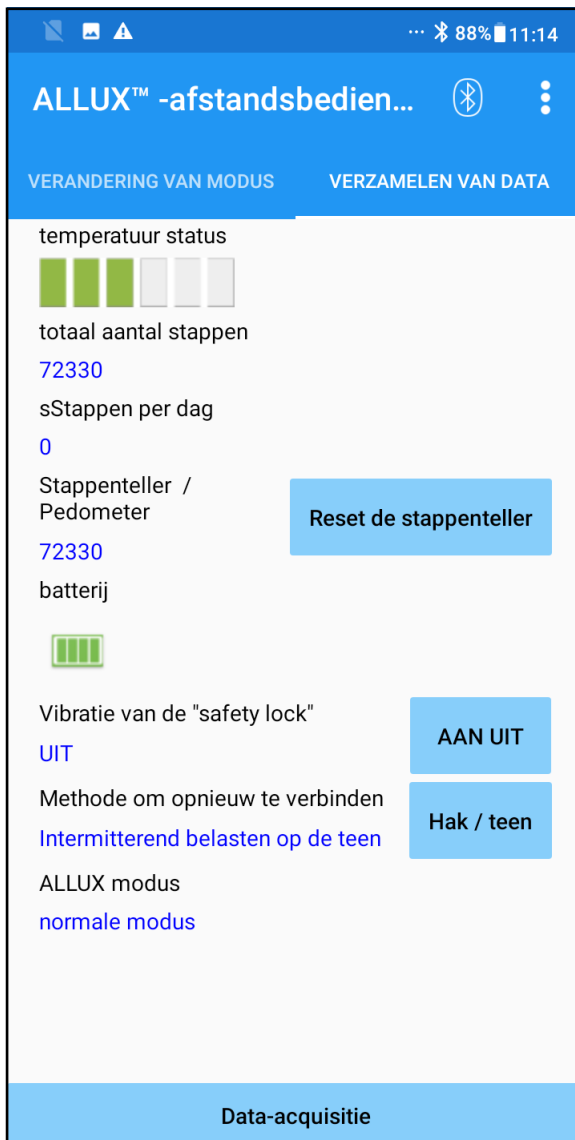 88% 11:14
ALLUX™ -afstandsbedien...
VERANDERING VAN MODUS VERZAMELEN VAN DATA
temperatuur status
totaal aantal stappen
72330
sStappen per dag
0
Stappenteller /
Pedometer
Reset de stappenteller
72330
batterij
Vibratie van de "safety lock"
UIT
AAN UIT
Methode om opnieuw te verbinden
Intermitterend belasten op de teen
Hak / teen
ALLUX modus
normale modus
Data-acquisitie